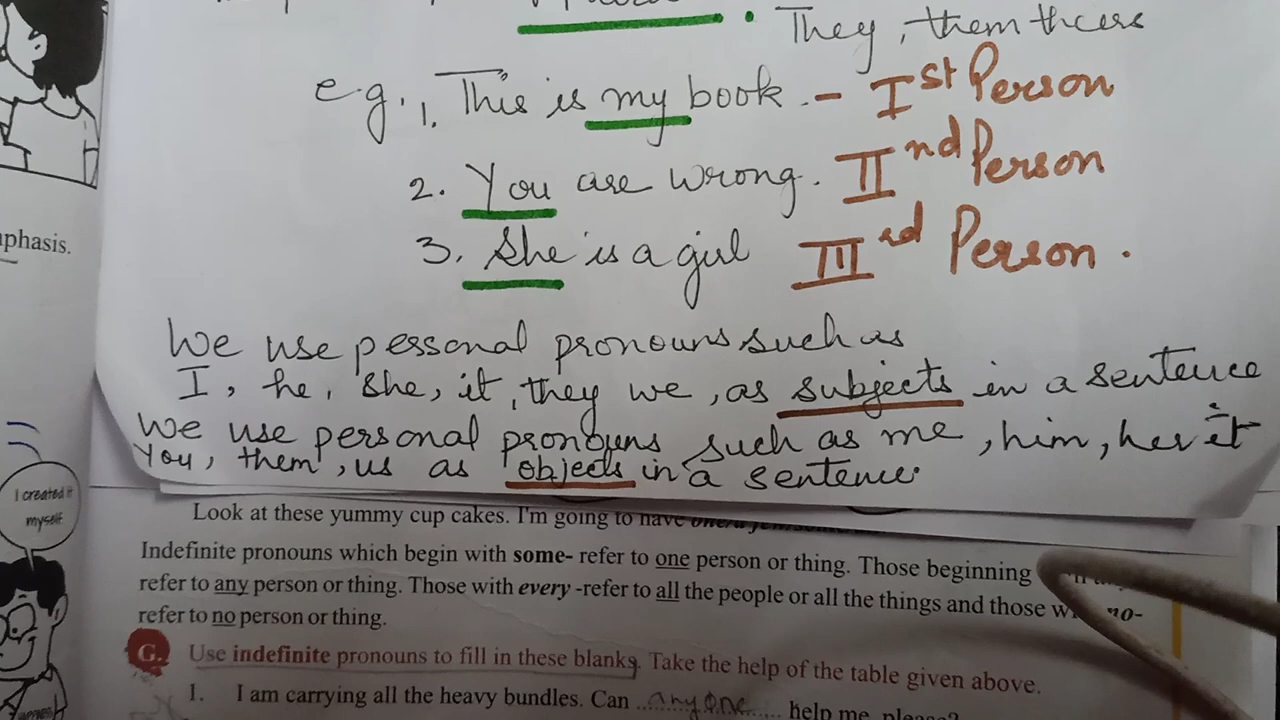 They, them theirs
e.g. 1. This is my book. - Ist Person
2. You are wrong. IInd Person
3. She is a girl IIIrd Person.
We use personal pronouns such as
I, he, she, it, they we, as subjects in a sentence
We use personal pronouns such as me, him, her it
You, them, us as objects in a sentence.
I created it
myself.
Look at these yummy cup cakes. I'm going to have
Indefinite pronouns which begin with some- refer to one person or thing. Those beginning
refer to any person or thing. Those with every -refer to all the people or all the things and those no-
refer to no person or thing.
G. Use indefinite pronouns to fill in these blanks. Take the help of the table given above.
1. I am carrying all the heavy bundles. Can anyone help me, please?